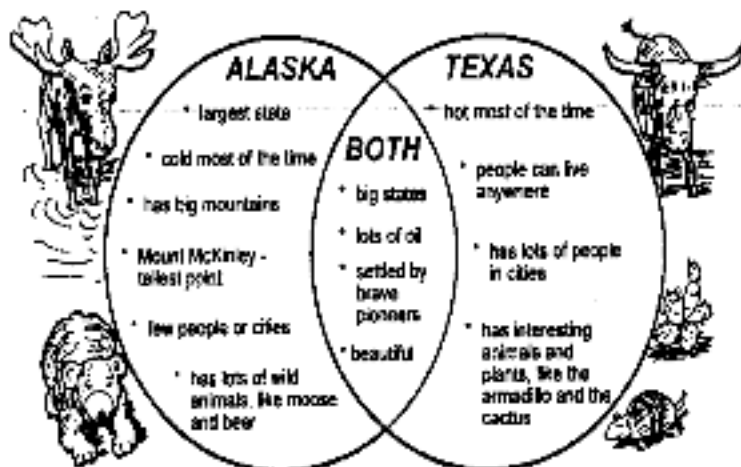 ALASKA
* largest state
* cold most of the time
* has big mountains
* Mount McKinley -
tallest point
* few people or cities
* has lots of wild
animals, like moose
and bear
BOTH
* big states
* lots of oil
* settled by
brave
pionners
* beautiful
TEXAS
* hot most of the time
* people can live
anywhere
* has lots of people
in cities
* has interesting
animals and
plants, like the
armadillo and the
cactus